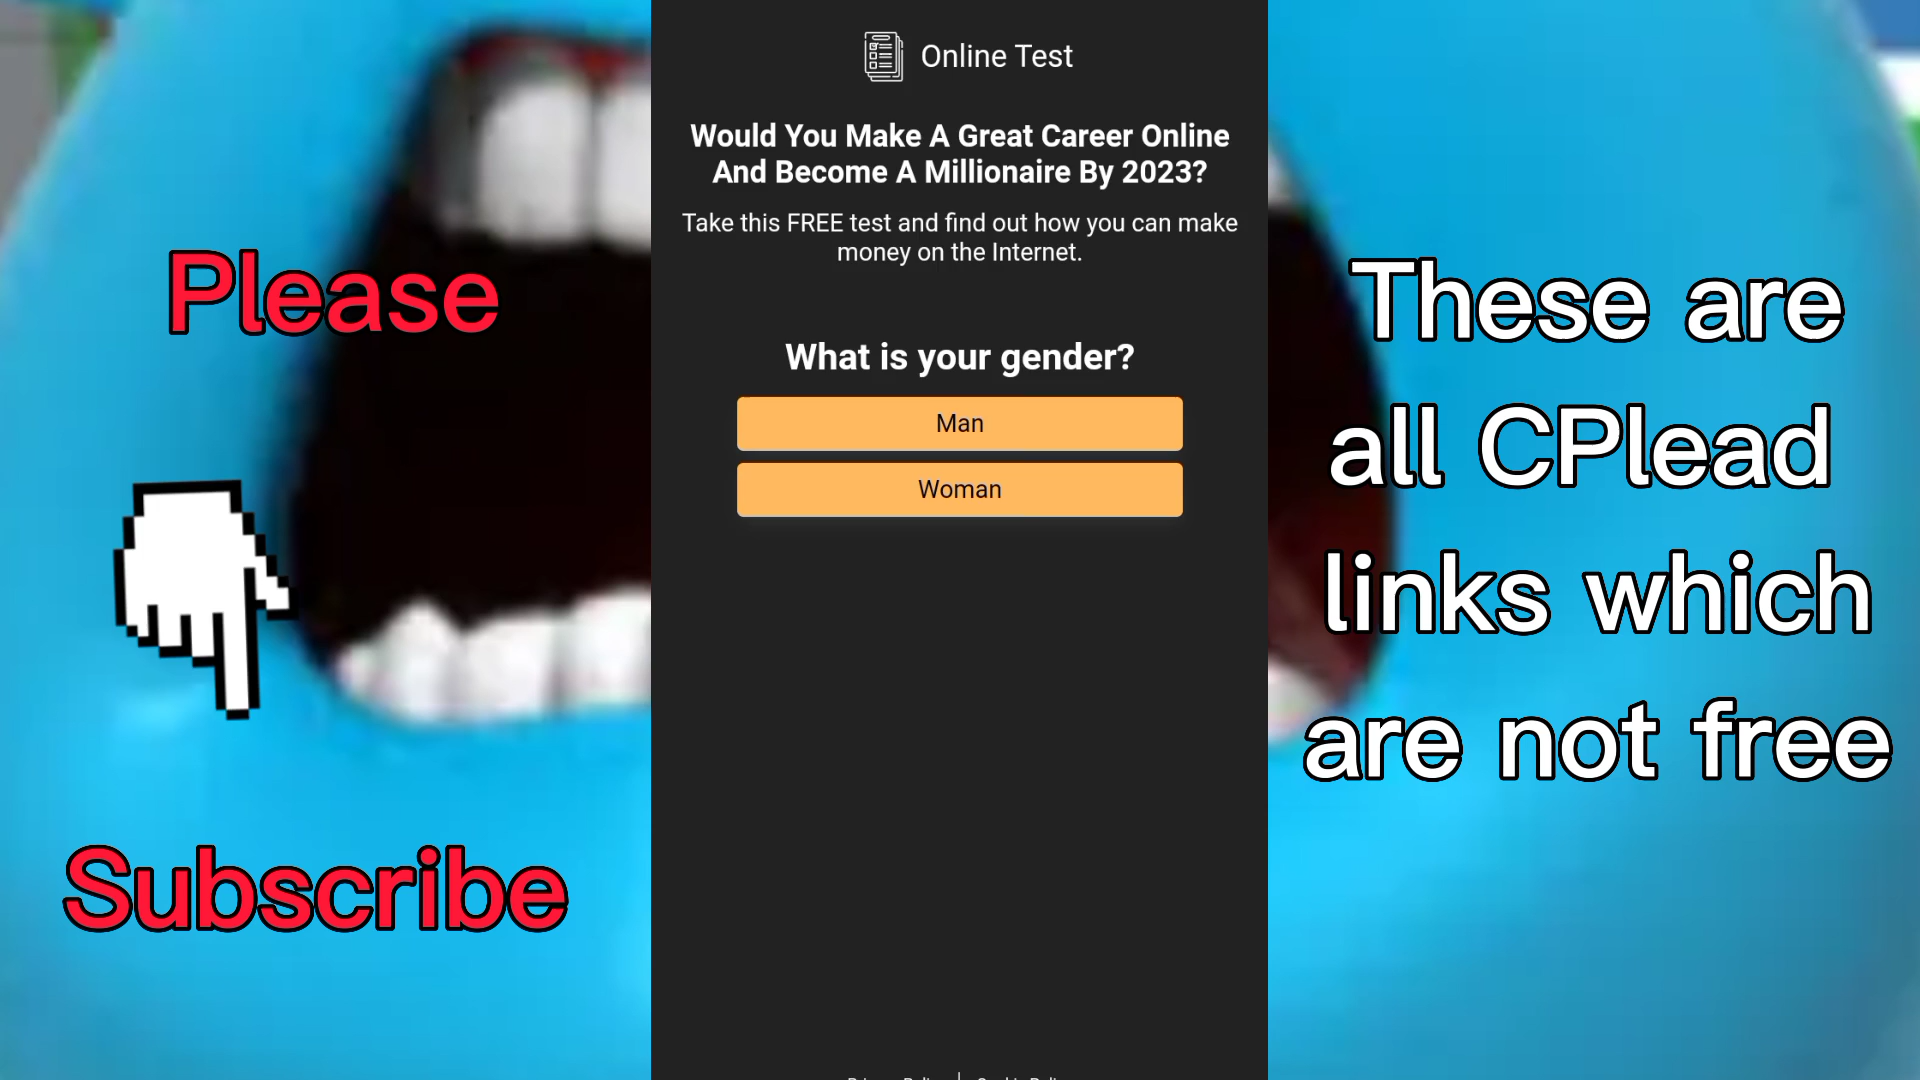 Online Test
Would You Make A Great Career Online
And Become A Millionaire By 2023?
Take this FREE test and find out how you can make
money on the Internet.
What is your gender?
Man
Woman
Please
Subscribe
These are
all CPlead
links which
are not free